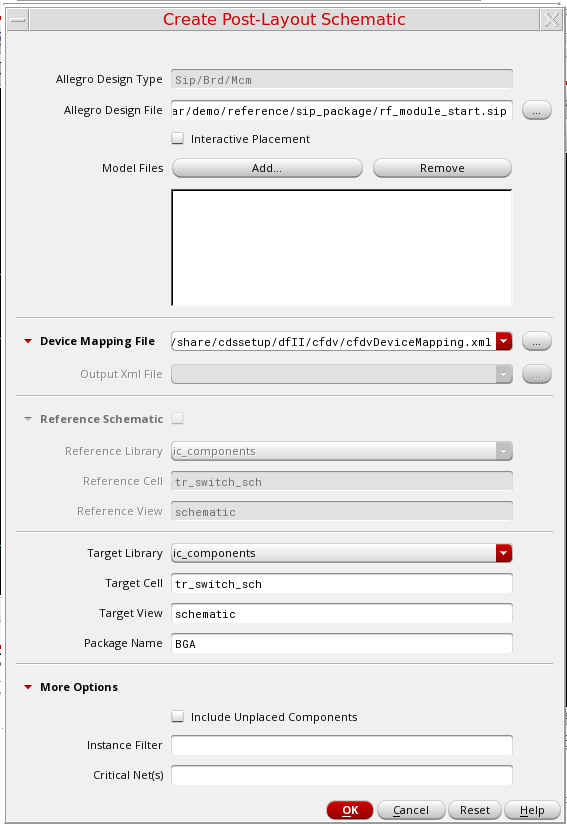 Create Post-Layout Schematic
Allegro Design Type Sip/Brd/Mcm
Allegro Design File ar/demo/reference/sip_package/rf_module_start.sip ...
Interactive Placement
Model Files Add... Remove
Device Mapping File /share/cdssetup/dfII/cfdv/cfdvDeviceMapping.xml ...
Output Xml File ...
Reference Schematic
Reference Library ic_components
Reference Cell tr_switch_sch
Reference View schematic
Target Library ic_components
Target Cell tr_switch_sch
Target View schematic
Package Name BGA
More Options
Include Unplaced Components
Instance Filter
Critical Net(s)
OK Cancel Reset Help